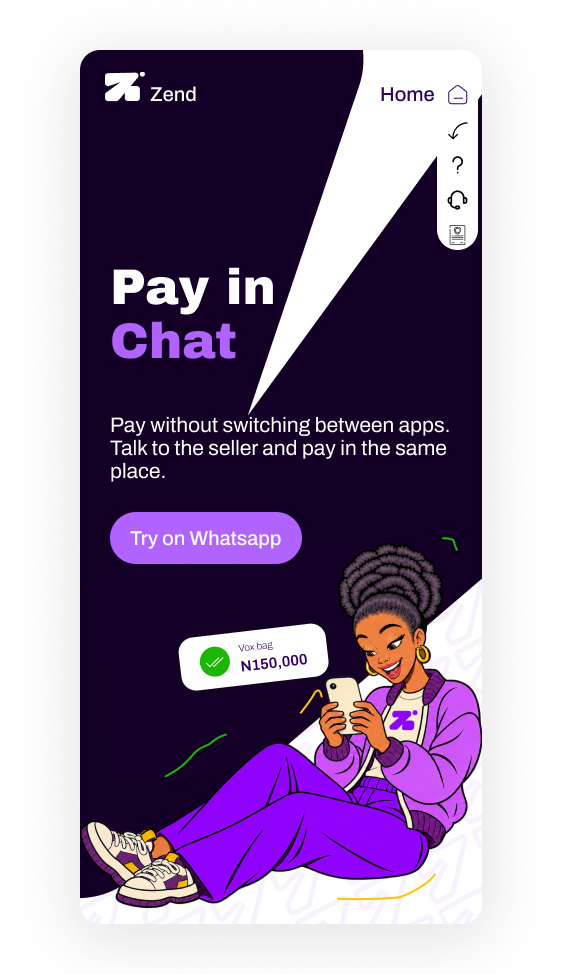 Zend
Home
?
Pay in
Chat
Pay without switching between apps.
Talk to the seller and pay in the same
place.
Try on Whatsapp
Vox bag
N150,000